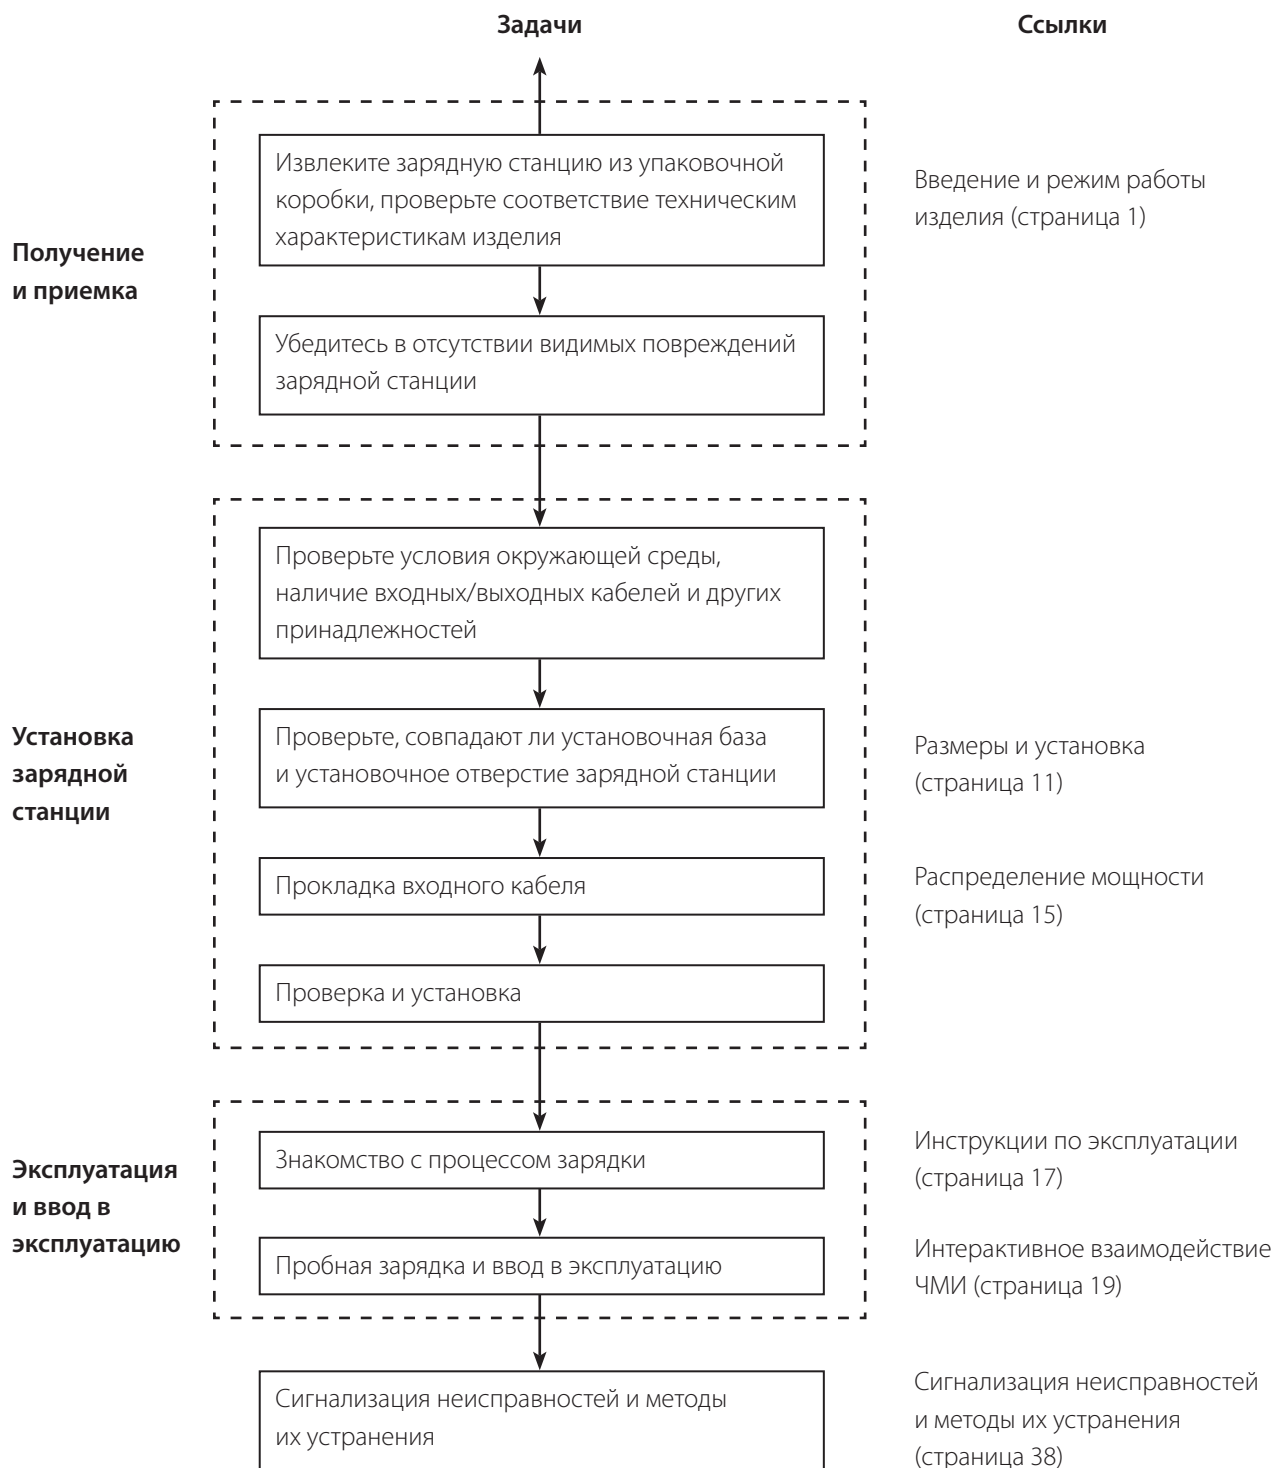 Задачи
Ссылки
Получение
и приемка
Извлеките зарядную станцию из упаковочной
коробки, проверьте соответствие техническим
характеристикам изделия
Введение и режим работы
изделия (страница 1)
Убедитесь в отсутствии видимых повреждений
зарядной станции
Установка
зарядной
станции
Проверьте условия окружающей среды,
наличие входных/выходных кабелей и других
принадлежностей
Проверьте, совпадают ли установочная база
и установочное отверстие зарядной станции
Размеры и установка
(страница 11)
Прокладка входного кабеля
Распределение мощности
(страница 15)
Проверка и установка
Эксплуатация
и ввод в
эксплуатацию
Знакомство с процессом зарядки
Инструкции по эксплуатации
(страница 17)
Пробная зарядка и ввод в эксплуатацию
Интерактивное взаимодействие
ЧМИ (страница 19)
Сигнализация неисправностей и методы
их устранения
Сигнализация неисправностей
и методы их устранения
(страница 38)